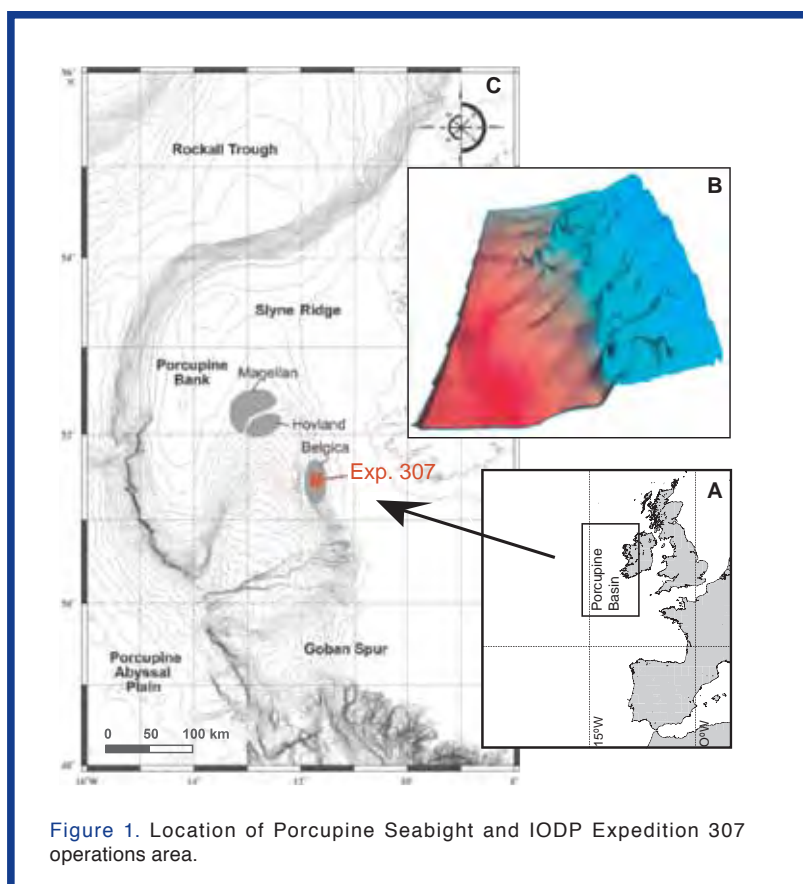 C
Rockall Trough
B
54°
Slyne Ridge
Porcupine
Bank
Magellan
Hovland
Belgica
Exp. 307
A
Porcupine
Basin
15°W
0°W
Goban Spur
Porcupine
Abyssal
Plain
0 50 100 km
Figure 1. Location of Porcupine Seabight and IODP Expedition 307
operations area.